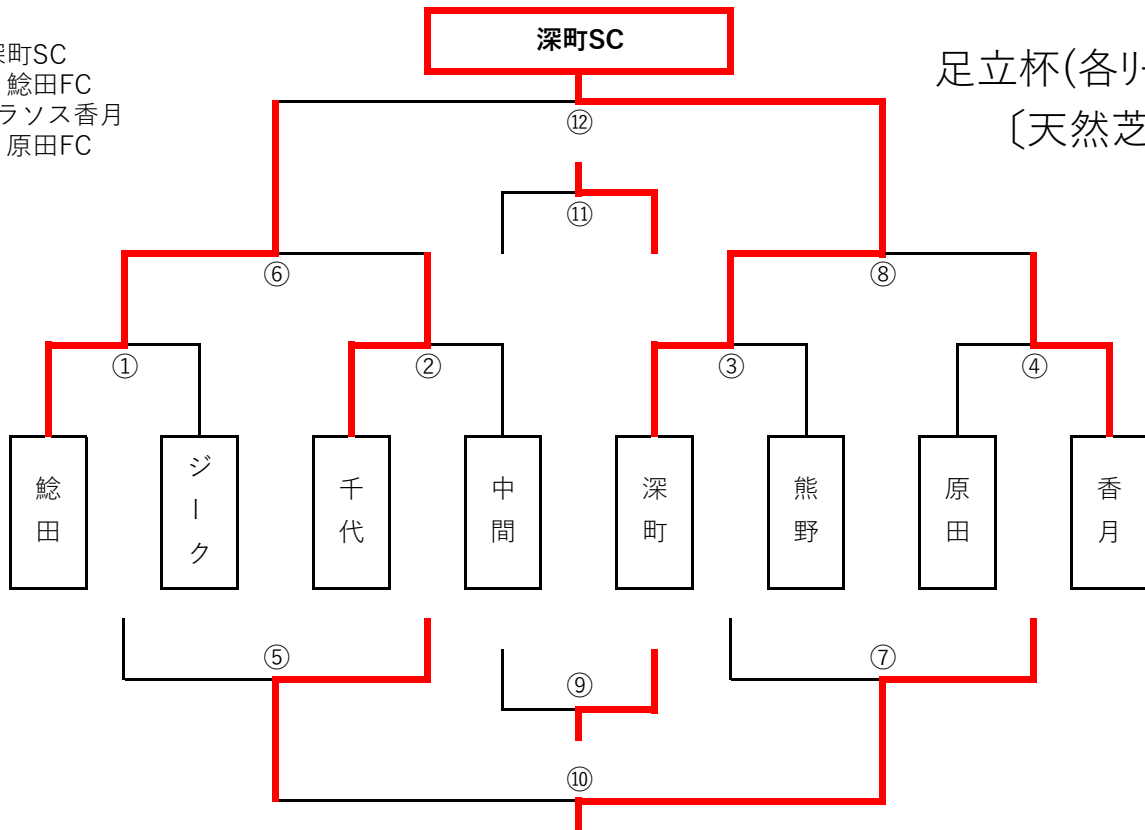 深町SC
鯰田FC
ラソス香月
原田FC
深町SC
足立杯(各リ
〔天然芝
⑫
⑪
⑥
⑧
①
②
③
④
鯰田
ジーク
千代
中間
深町
熊野
原田
香月
⑤
⑦
⑨
⑩